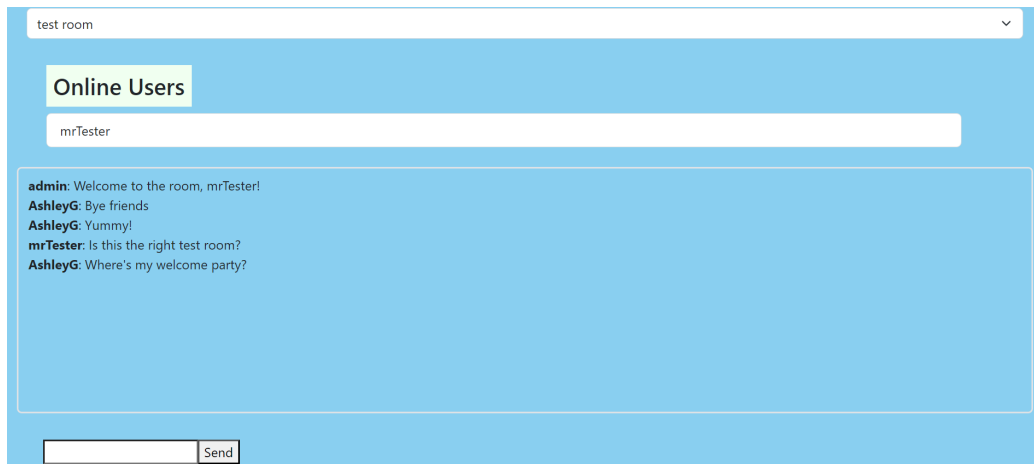 test room
Online Users
mrTester
admin: Welcome to the room, mrTester!
AshleyG: Bye friends
AshleyG: Yummy!
mrTester: Is this the right test room?
AshleyG: Where's my welcome party?
Send